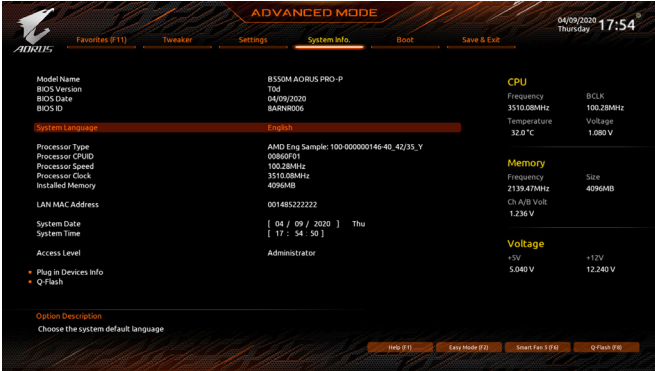 ADVANCED MODE
04/09/2020
Thursday 17:54
AORUS
Favorites (F11) Tweaker Settings System Info. Boot Save & Exit
Model Name B550M AORUS PRO-P
BIOS Version T0d
BIOS Date 04/09/2020
BIOS ID 8ARNR006
System Language English
Processor Type AMD Eng Sample: 100-000000146-40_42/35_Y
Processor CPUID 00860F01
Processor Speed 100.28MHz
Processor Clock 3510.08MHz
Installed Memory 4096MB
LAN MAC Address 001485222222
System Date [ 04 / 09 / 2020 ] Thu
System Time [ 17 : 54 : 50 ]
Access Level Administrator
Plug in Devices Info
Q-Flash
CPU
Frequency BCLK
3510.08MHz 100.28MHz
Temperature Voltage
32.0 °C 1.080 V
Memory
Frequency Size
2139.47MHz 4096MB
Ch A/B Volt
1.236 V
Voltage
+5V +12V
5.040 V 12.240 V
Option Description
Choose the system default language
Help (F1) Easy Mode (F2) Smart Fan 5 (F6) Q-Flash (F8)